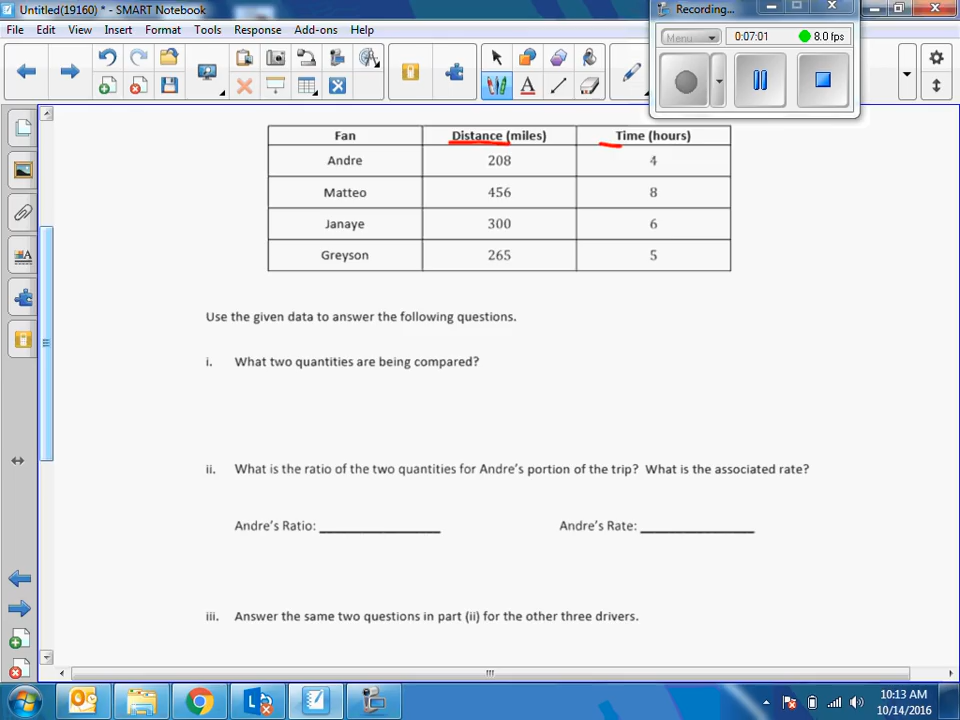 Untitled(19160) * - SMART Notebook
Recording...
File Edit View Insert Format Tools Response Add-ons Help
Menu 0:07:01 8.0 fps
Fan Distance (miles) Time (hours)
Andre 208 4
Matteo 456 8
Janaye 300 6
Greyson 265 5
Use the given data to answer the following questions.
i. What two quantities are being compared?
ii. What is the ratio of the two quantities for Andre's portion of the trip? What is the associated rate?
Andre's Ratio: ________________ Andre's Rate: ________________
iii. Answer the same two questions in part (ii) for the other three drivers.
10:13 AM
10/14/2016